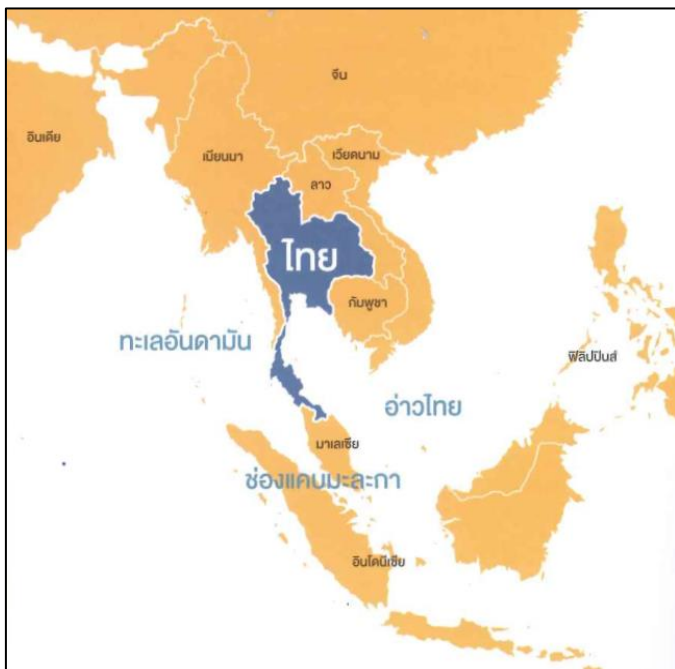 จีน
อินเดีย
เมียนมา
เวียดนาม
ลาว
ไทย
กัมพูชา
ทะเลอันดามัน
ฟิลิปปินส์
อ่าวไทย
มาเลเซีย
ช่องแคบมะละกา
อินโดนีเซีย